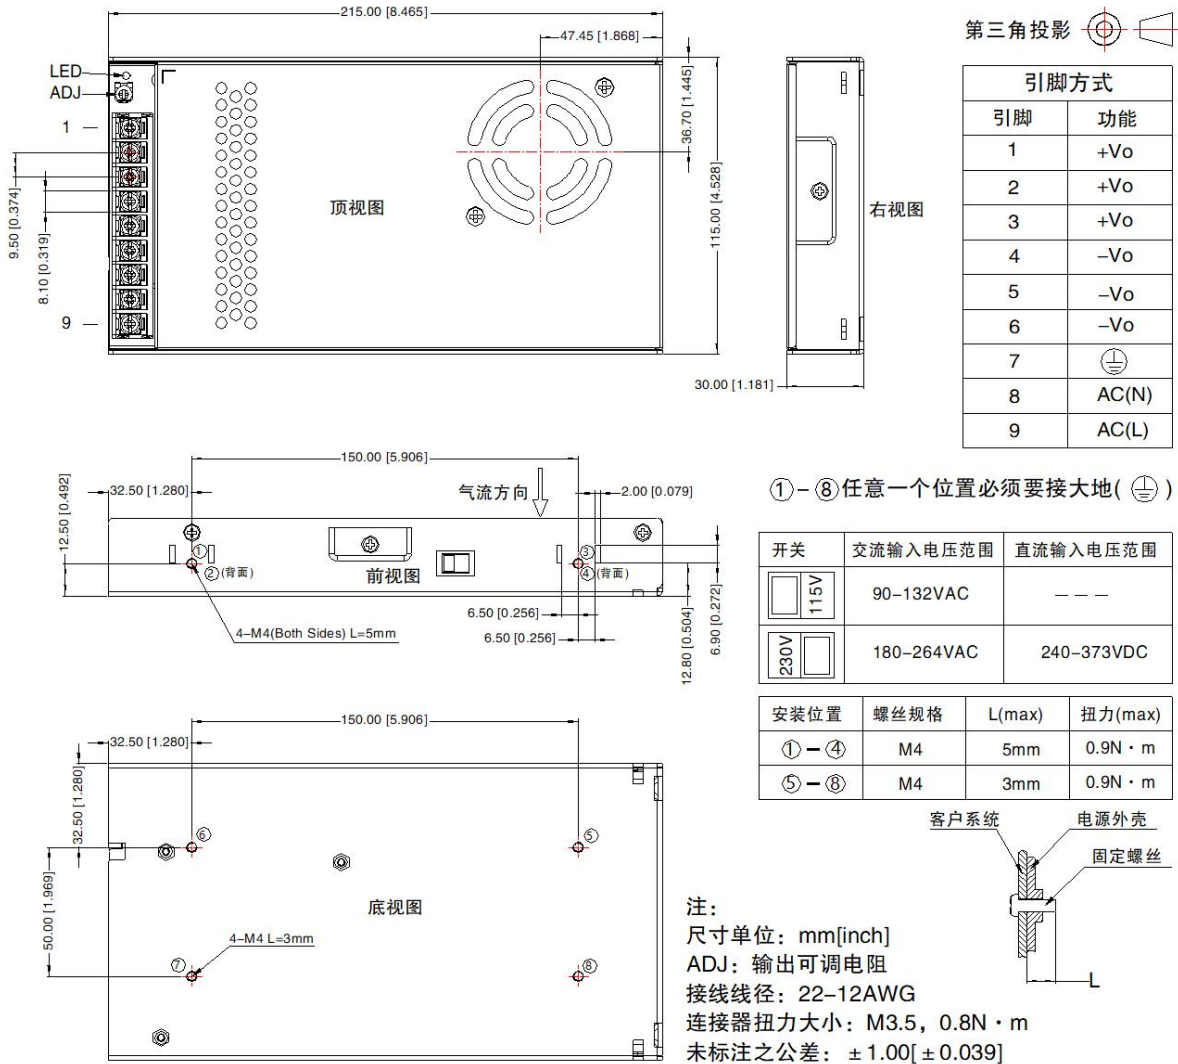 215.00 [8.465]
47.45 [1.868]
第三角投影
LED
ADJ
1
9
9.50 [0.374]
8.10 [0.319]
顶视图
36.70 [1.445]
115.00 [4.528]
右视图
30.00 [1.181]
引脚方式
引脚 功能
1 +Vo
2 +Vo
3 +Vo
4 −Vo
5 −Vo
6 −Vo
7
8 AC(N)
9 AC(L)
150.00 [5.906]
32.50 [1.280]
气流方向
2.00 [0.079]
12.50 [0.492]
①
②(背面)
③
④(背面)
前视图
6.50 [0.256]
6.50 [0.256]
4−M4(Both Sides) L=5mm
12.80 [0.504]
6.90 [0.272]
①−⑧任意一个位置必须要接大地( )
开关 交流输入电压范围 直流输入电压范围
115V 90−132VAC − − −
230V 180−264VAC 240−373VDC
安装位置 螺丝规格 L(max) 扭力(max)
①−④ M4 5mm 0.9N · m
⑤−⑧ M4 3mm 0.9N · m
150.00 [5.906]
32.50 [1.280]
32.50 [1.280]
50.00 [1.969]
⑥
⑤
底视图
4−M4 L=3mm
⑦
⑧
客户系统
电源外壳
固定螺丝
L
注：
尺寸单位：mm[inch]
ADJ：输出可调电阻
接线线径：22−12AWG
连接器扭力大小：M3.5，0.8N · m
未标注之公差：±1.00[±0.039]